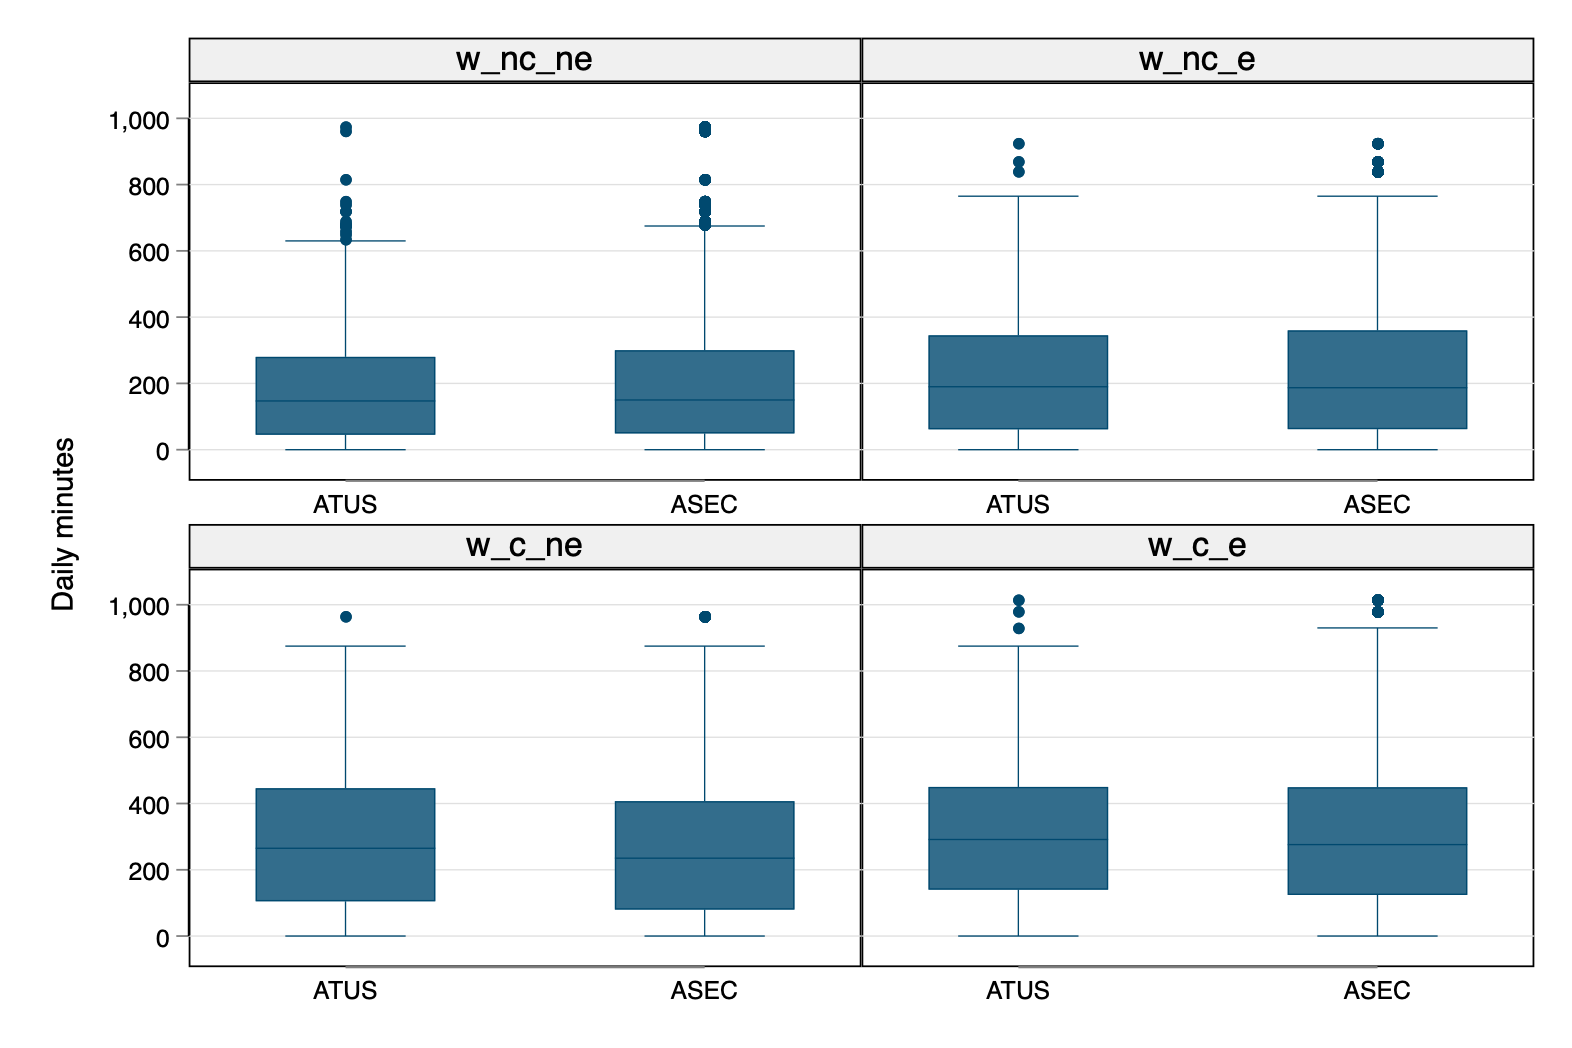 w_nc_ne
w_nc_e
1,000
800
600
400
200
0
ATUS
ASEC
ATUS
ASEC
Daily minutes
w_c_ne
w_c_e
1,000
800
600
400
200
0
ATUS
ASEC
ATUS
ASEC